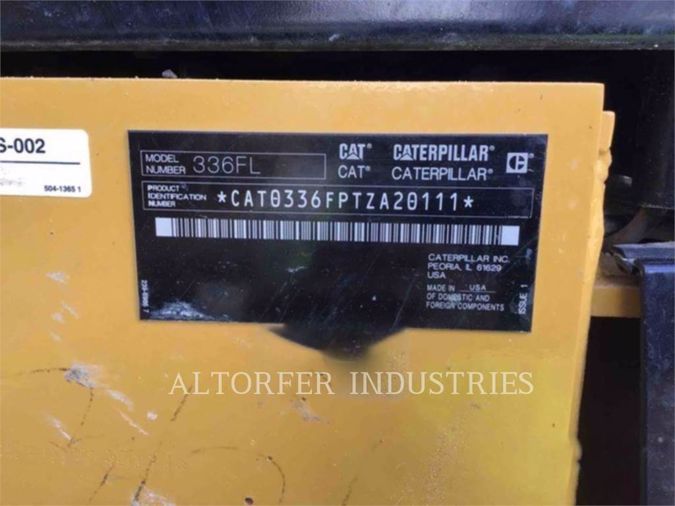 S-002
504-1365 1
MODEL NUMBER 336FL
CAT CATERPILLAR C
CAT CATERPILLAR
PRODUCT IDENTIFICATION NUMBER *CAT0336FPTZA20111*
CATERPILLAR INC.
PEORIA, IL 61629
USA
MADE IN USA
OF DOMESTIC AND
FOREIGN COMPONENTS
ISSUE 1
ALTORFER INDUSTRIES